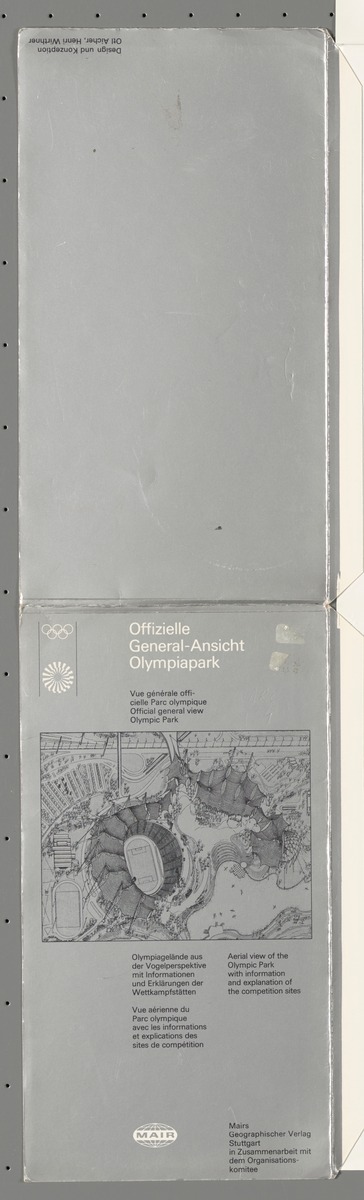 Design und Konzeption
Otl Aicher, Henri Wirthner
Offizielle
General-Ansicht
Olympiapark
Vue générale offi-
cielle Parc olympique
Official general view
Olympic Park
Olympiagelände aus
der Vogelperspektive
mit Informationen
und Erklärungen der
Wettkampfstätten
Vue aérienne du
Parc olympique
avec les informations
et explications des
sites de compétition
Aerial view of the
Olympic Park
with information
and explanation of
the competition sites
MAIR
Mairs
Geographischer Verlag
Stuttgart
in Zusammenarbeit mit
dem Organisations-
komitee